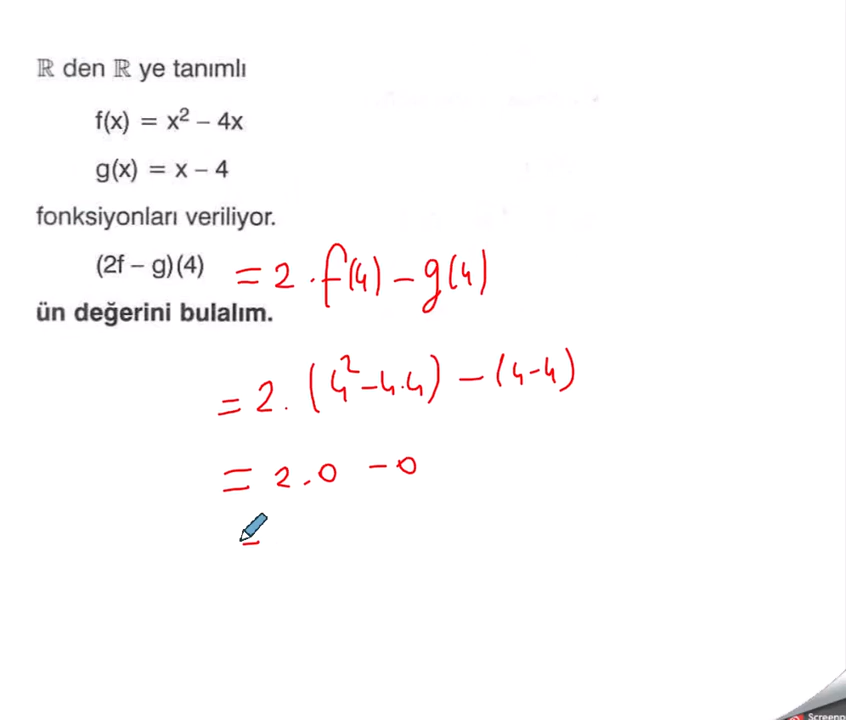 ℝ den ℝ ye tanımlı
f(x) = x² – 4x
g(x) = x – 4
fonksiyonları veriliyor.
(2f – g)(4) = 2 . f(4) – g(4)
ün değerini bulalım.
= 2 . (4² – 4.4) – (4-4)
= 2 . 0 – 0
Screenp